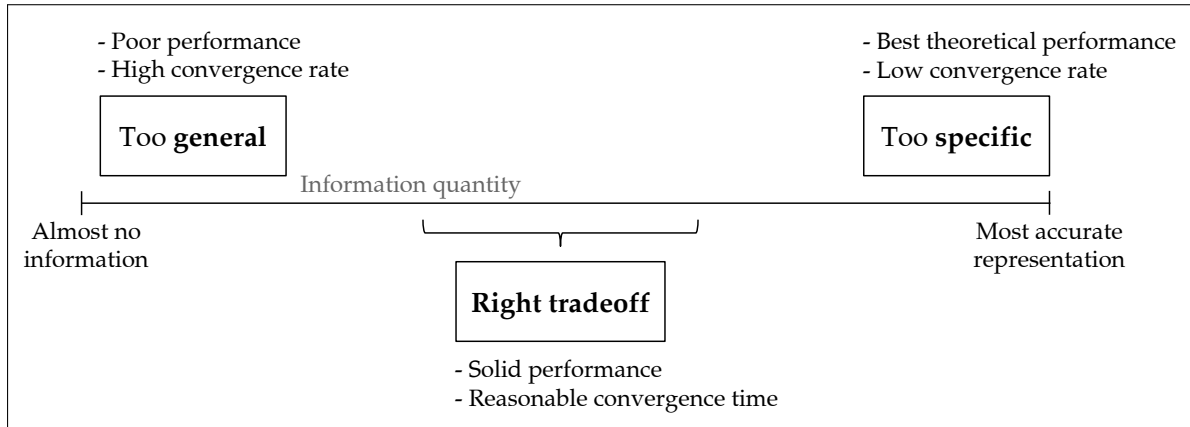 - Poor performance
- High convergence rate
Too general
- Best theoretical performance
- Low convergence rate
Too specific
Information quantity
Almost no
information
Most accurate
representation
Right tradeoff
- Solid performance
- Reasonable convergence time